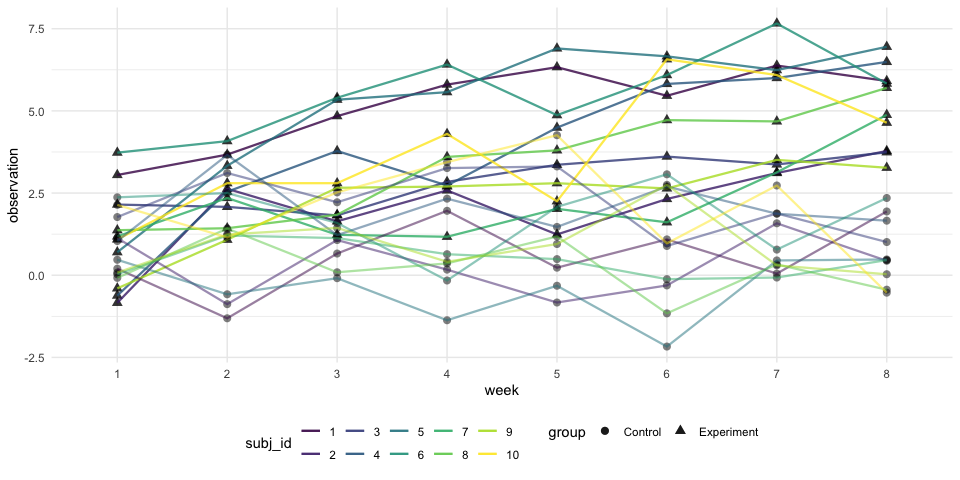 7.5
5.0
2.5
0.0
-2.5
observation
1 2 3 4 5 6 7 8
week
subj_id
1 3 5 7 9
2 4 6 8 10
group
Control Experiment